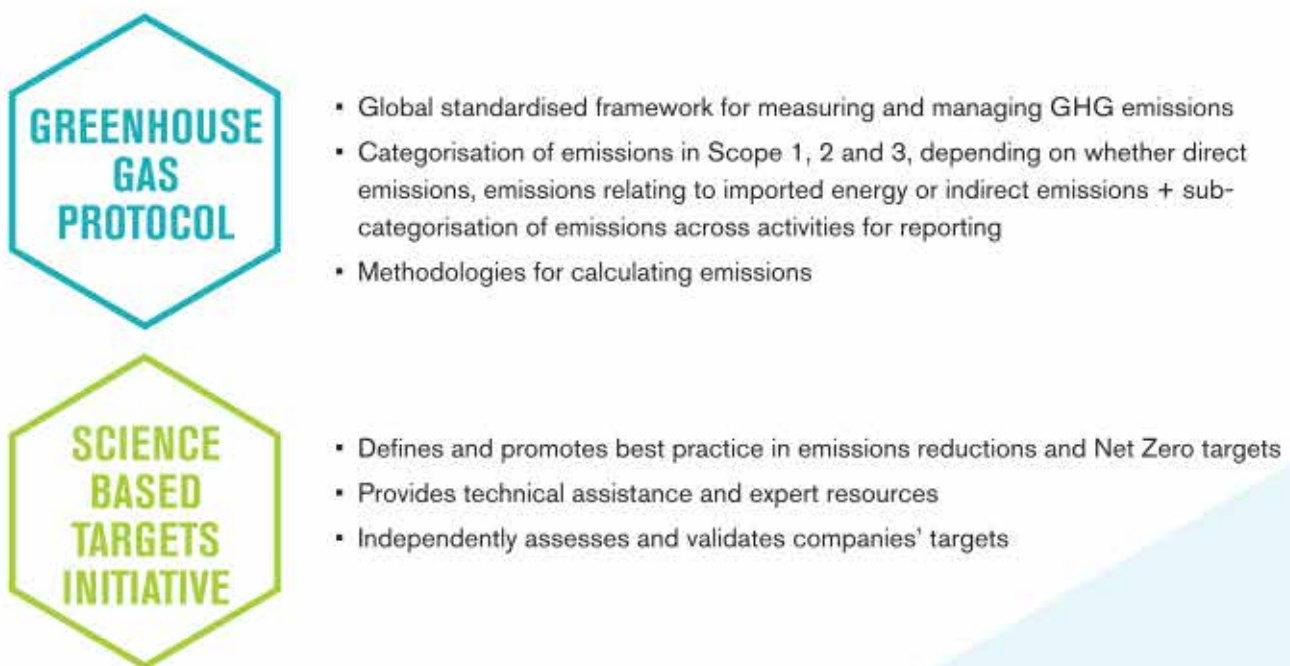 GREENHOUSE
GAS
PROTOCOL
▪ Global standardised framework for measuring and managing GHG emissions
▪ Categorisation of emissions in Scope 1, 2 and 3, depending on whether direct
emissions, emissions relating to imported energy or indirect emissions + sub-
categorisation of emissions across activities for reporting
▪ Methodologies for calculating emissions
SCIENCE
BASED
TARGETS
INITIATIVE
▪ Defines and promotes best practice in emissions reductions and Net Zero targets
▪ Provides technical assistance and expert resources
▪ Independently assesses and validates companies’ targets